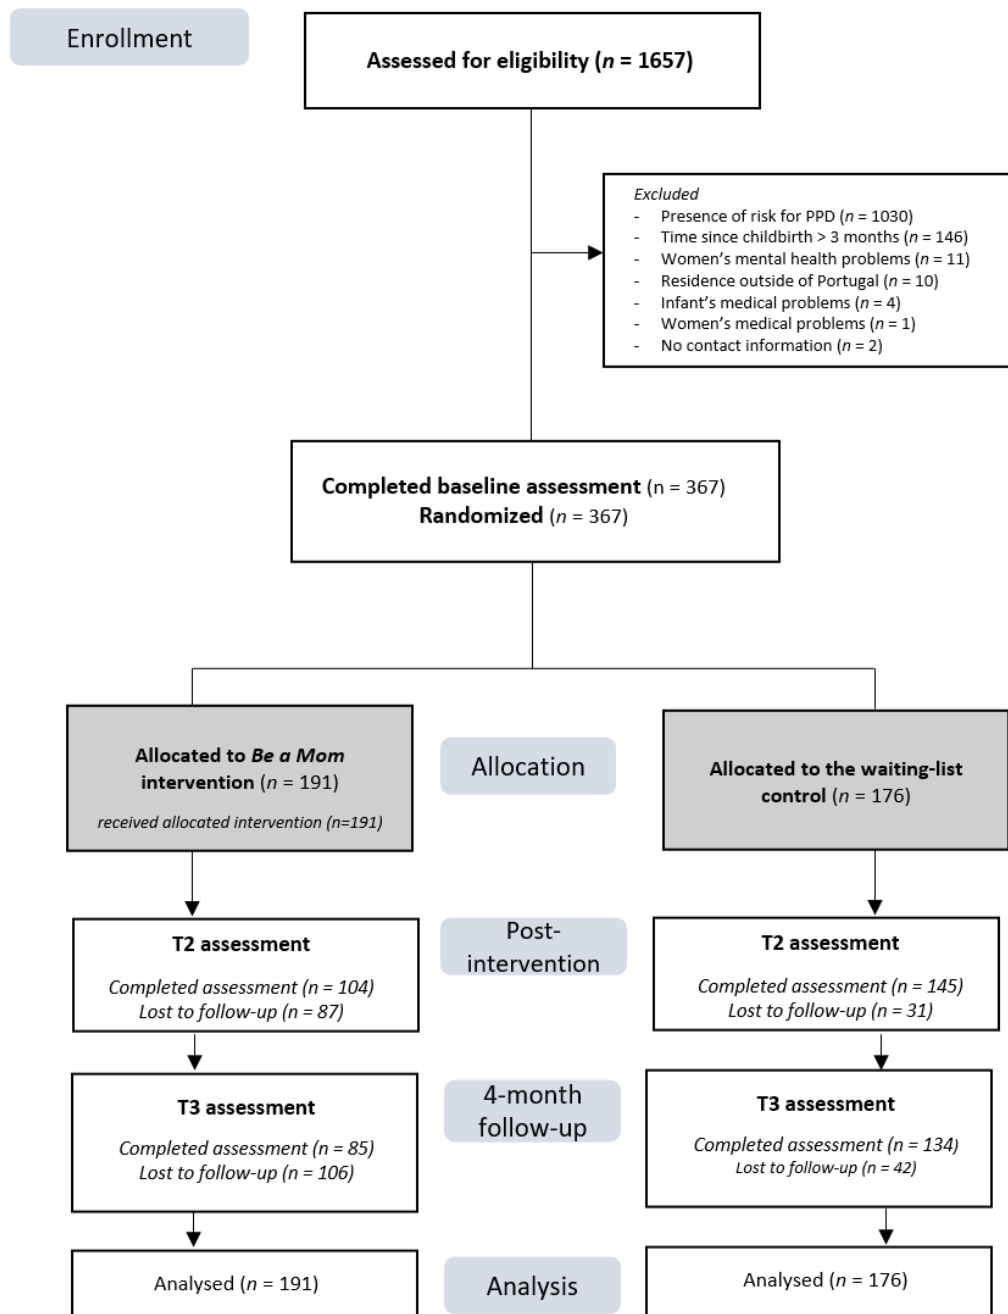 Enrollment
Assessed for eligibility (n = 1657)
Excluded
- Presence of risk for PPD (n = 1030)
- Time since childbirth > 3 months (n = 146)
- Women's mental health problems (n = 11)
- Residence outside of Portugal (n = 10)
- Infant's medical problems (n = 4)
- Women's medical problems (n = 1)
- No contact information (n = 2)
Completed baseline assessment (n = 367)
Randomized (n = 367)
Allocated to Be a Mom
intervention (n = 191)
received allocated intervention (n=191)
Allocation
Allocated to the waiting-list
control (n = 176)
T2 assessment
Completed assessment (n = 104)
Lost to follow-up (n = 87)
Post-
intervention
T2 assessment
Completed assessment (n = 145)
Lost to follow-up (n = 31)
T3 assessment
Completed assessment (n = 85)
Lost to follow-up (n = 106)
4-month
follow-up
T3 assessment
Completed assessment (n = 134)
Lost to follow-up (n = 42)
Analysed (n = 191)
Analysis
Analysed (n = 176)